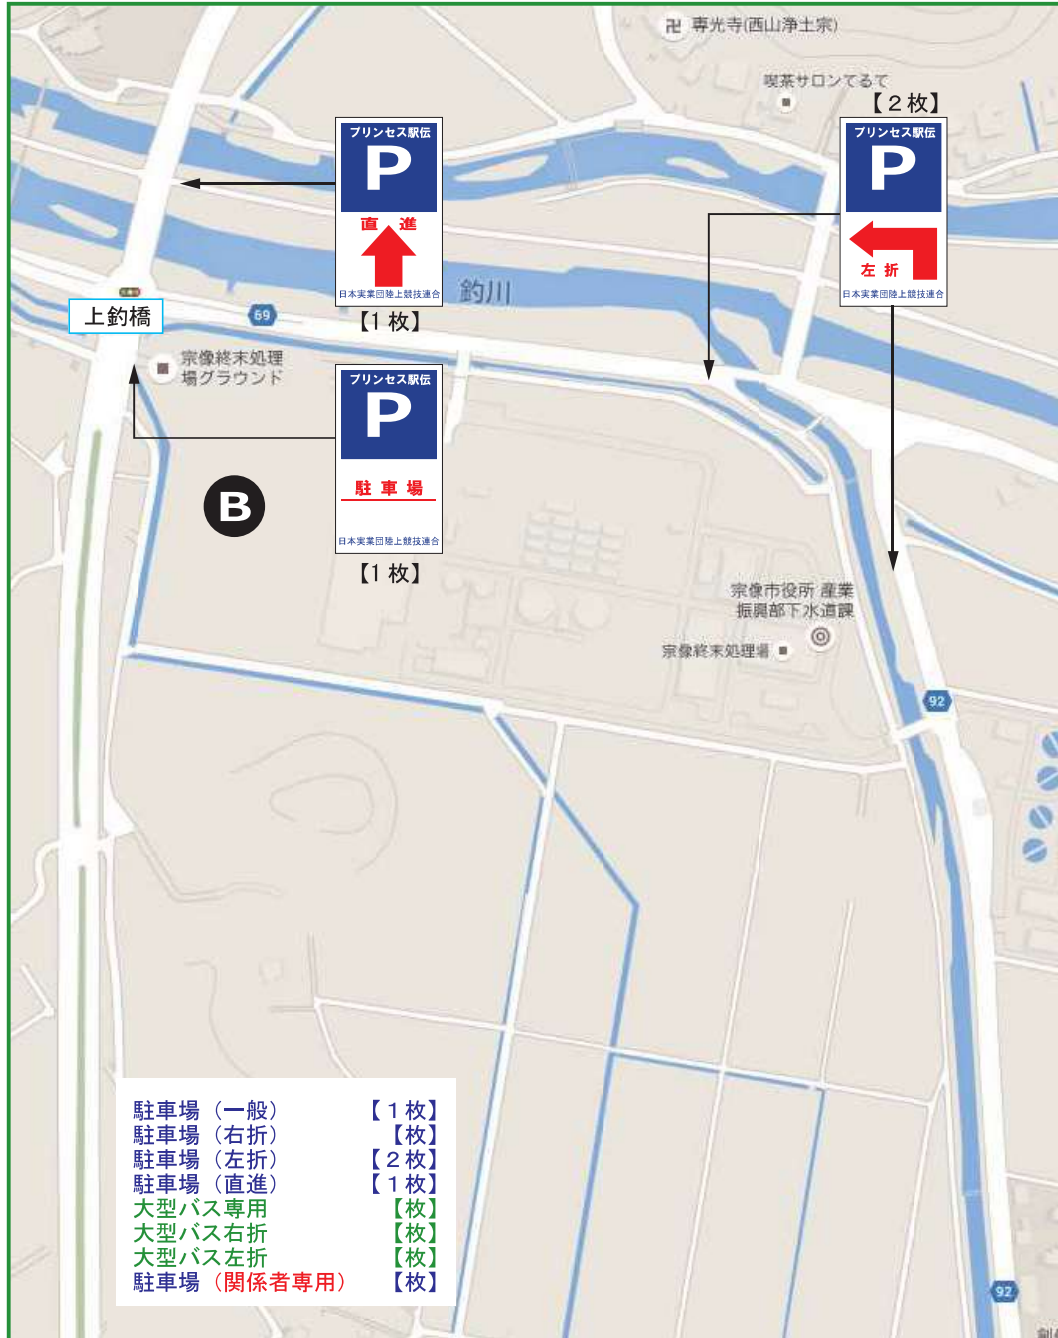 専光寺(西山浄土宗)
喫茶サロンてるて
【2枚】
プリンセス駅伝
P
直進
日本実業団陸上競技連合
【1枚】
プリンセス駅伝
P
左折
日本実業団陸上競技連合
釣川
上釣橋
69
宗像終末処理
場グラウンド
プリンセス駅伝
P
駐車場
日本実業団陸上競技連合
【1枚】
B
宗像市役所 産業
振興部下水道課
宗像終末処理場
92
駐車場（一般）【1枚】
駐車場（右折）【枚】
駐車場（左折）【2枚】
駐車場（直進）【1枚】
大型バス専用【枚】
大型バス右折【枚】
大型バス左折【枚】
駐車場（関係者専用）【枚】
92